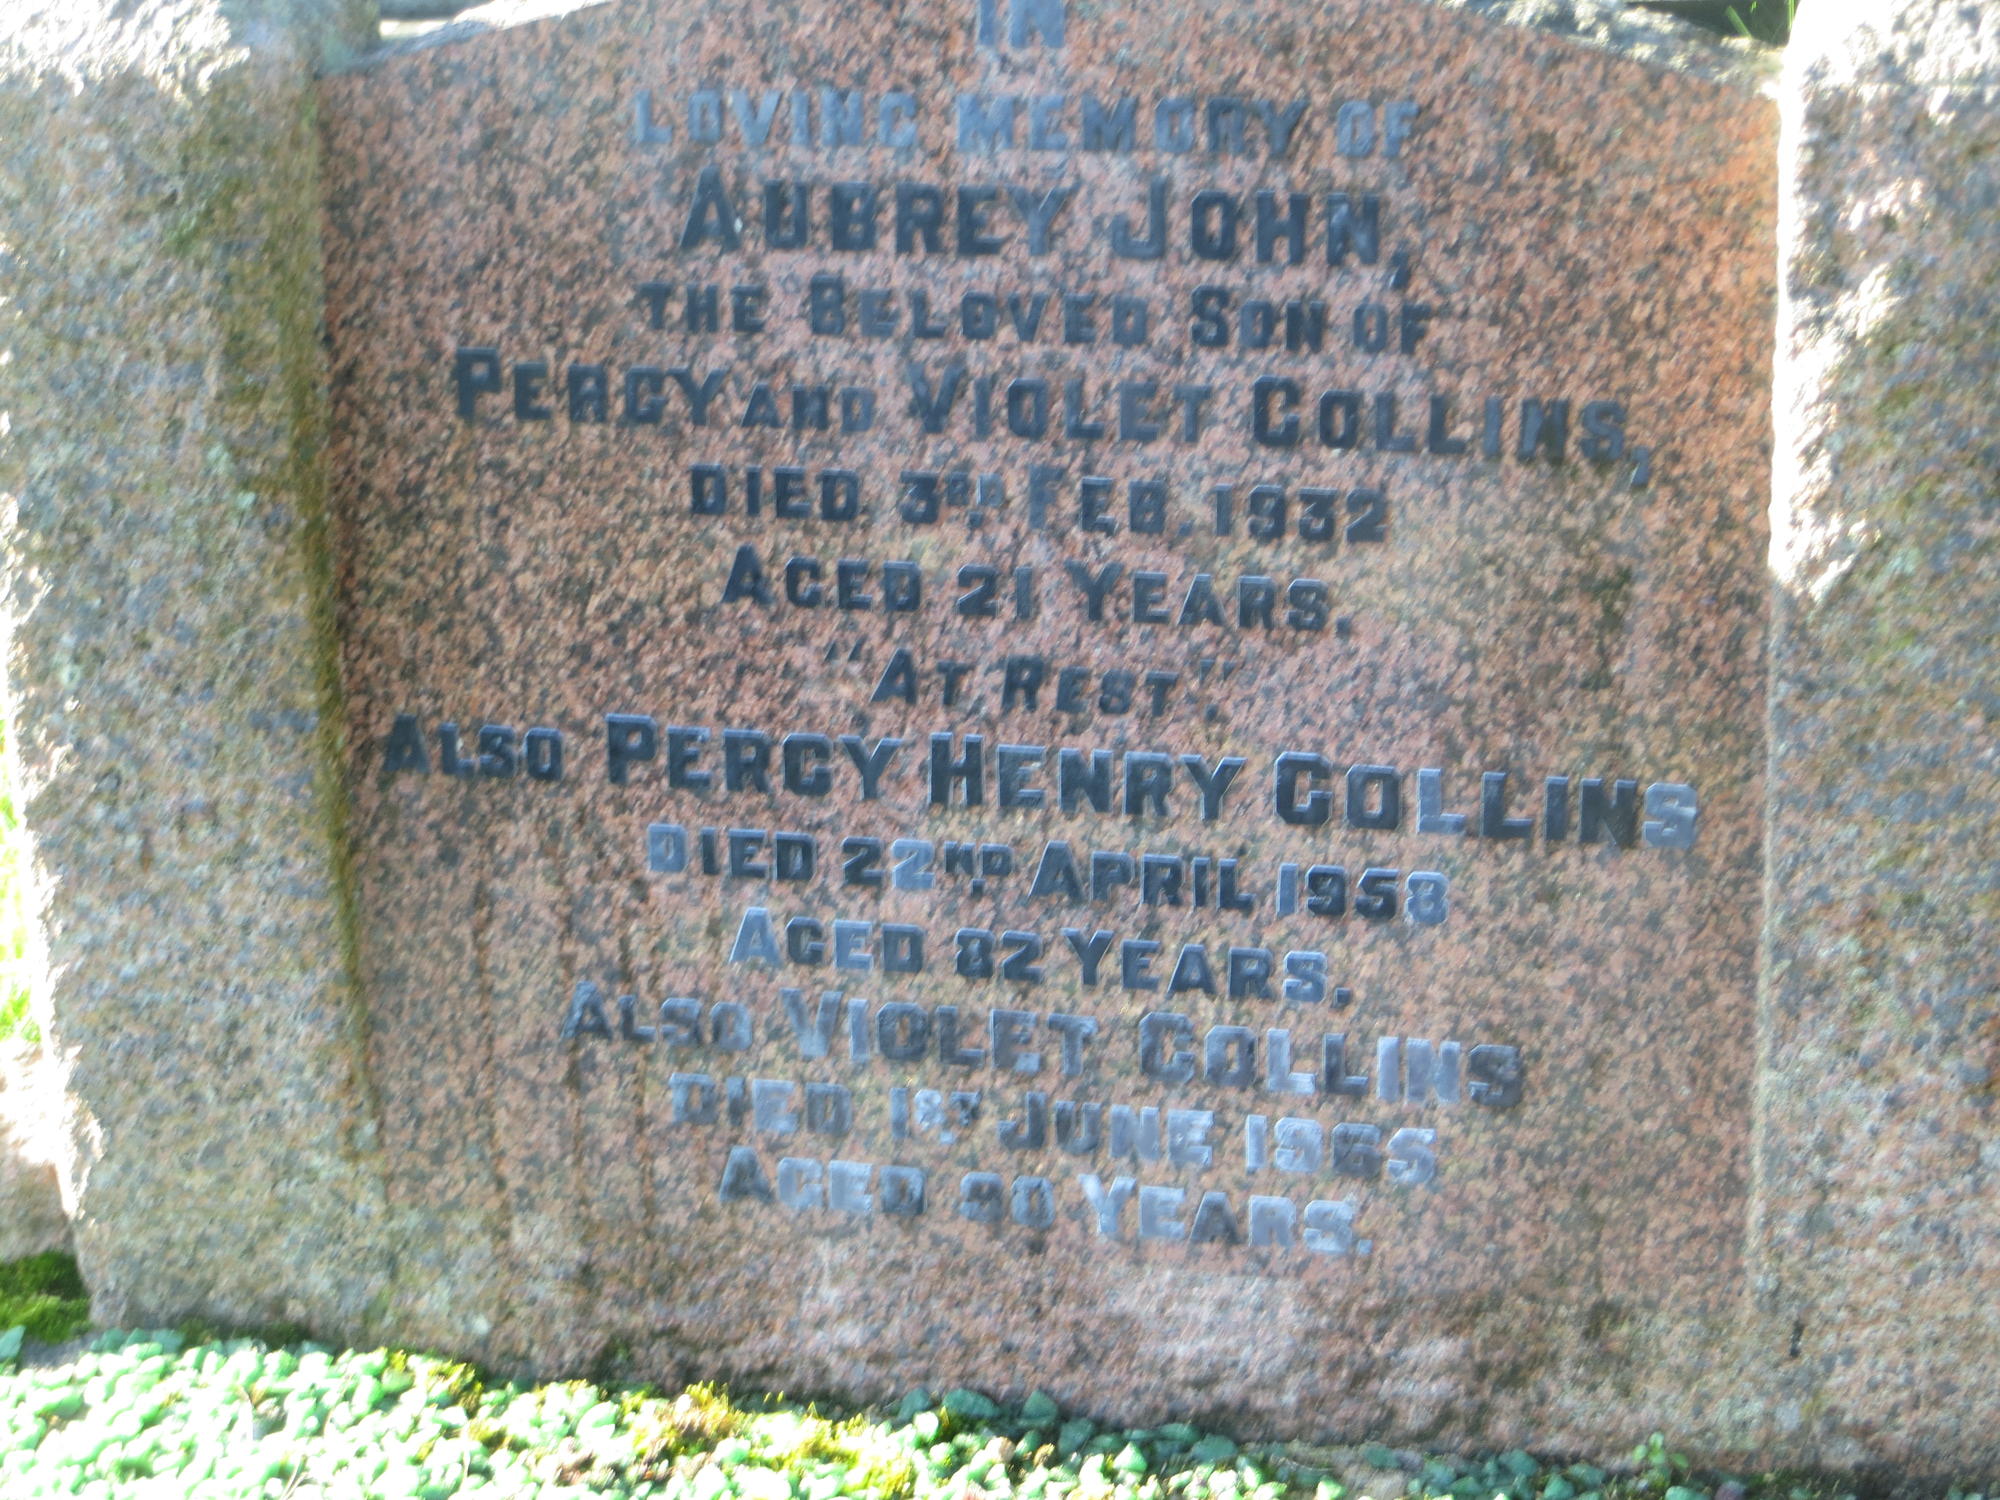 IN
LOVING MEMORY OF
AUBREY JOHN,
THE BELOVED SON OF
PERCY AND VIOLET COLLINS,
DIED 3RD FEB. 1932
AGED 21 YEARS.
"AT REST."
ALSO PERCY HENRY COLLINS
DIED 22ND APRIL 1958
AGED 82 YEARS.
ALSO VIOLET COLLINS
DIED 1ST JUNE 1965
AGED 90 YEARS.